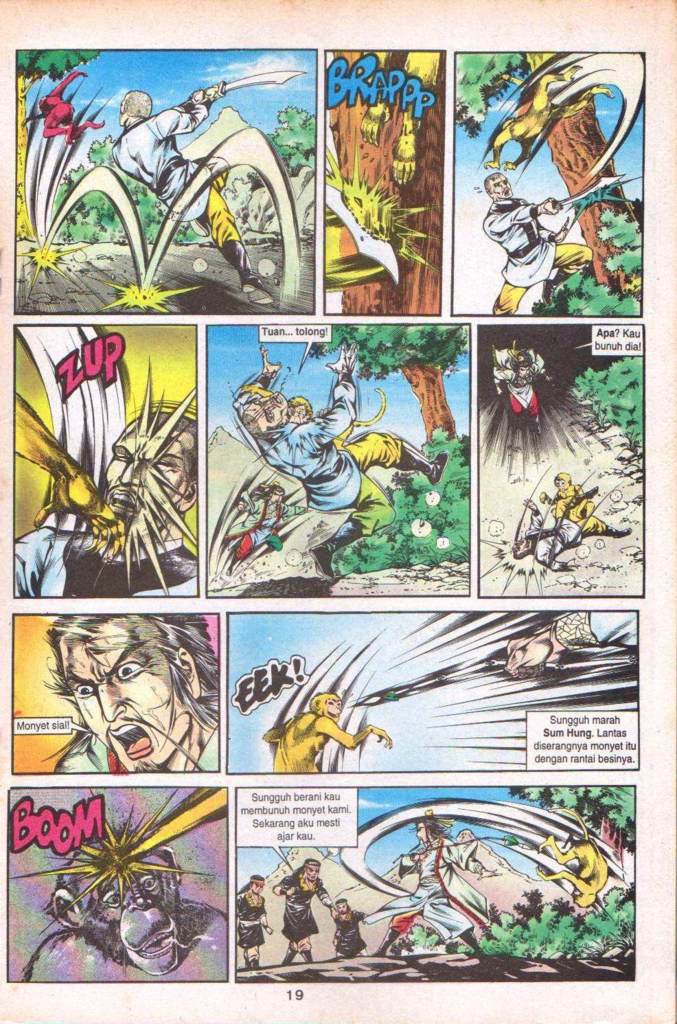 BRAPPP
ZUP
Tuan... tolong!
Apa? Kau
bunuh dia!
Monyet sial!
EEK!
Sungguh marah
Sum Hung. Lantas
diserangnya monyet itu
dengan rantai besinya.
BOOM
Sungguh berani kau
membunuh monyet kami.
Sekarang aku mesti
ajar kau.
19